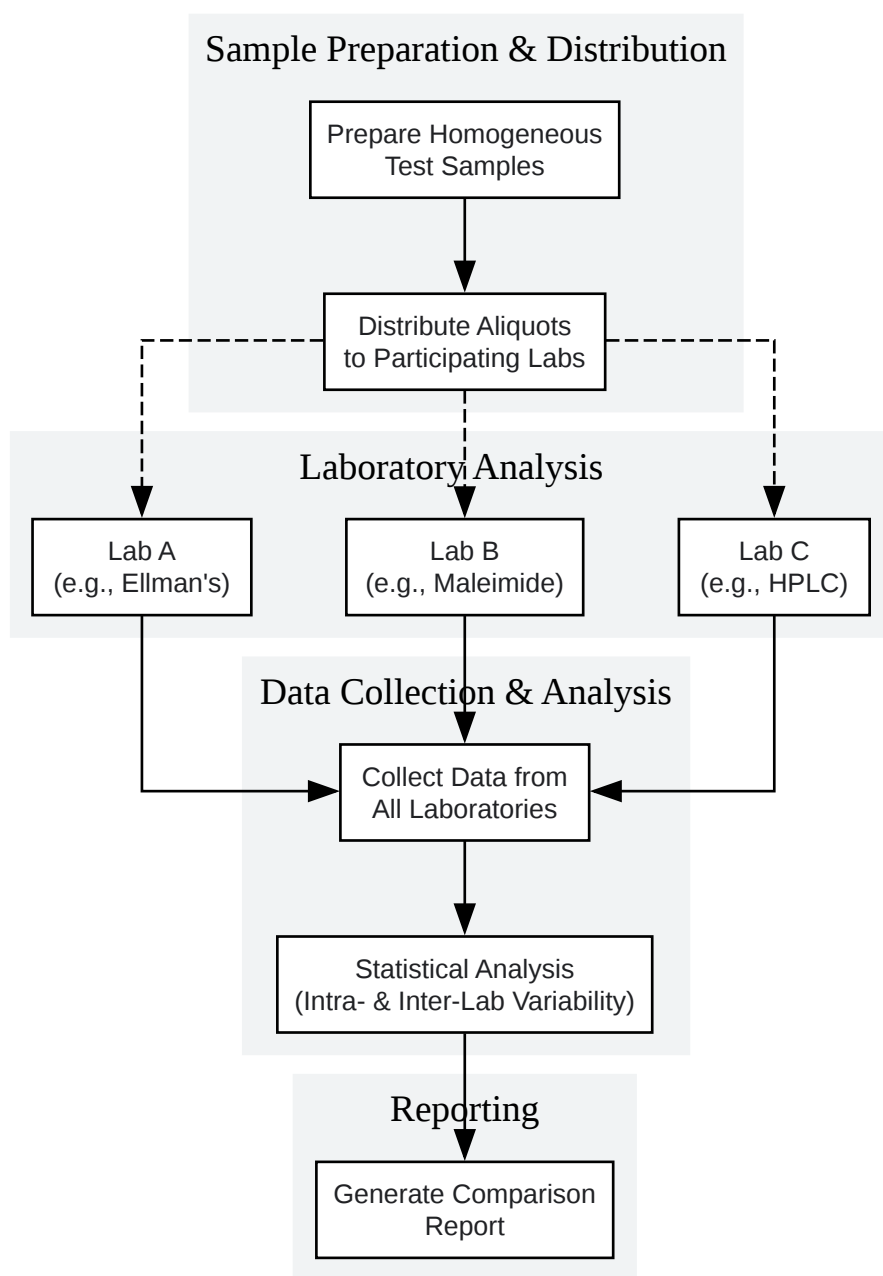 Sample Preparation & Distribution
Prepare Homogeneous
Test Samples
Distribute Aliquots
to Participating Labs
Laboratory Analysis
Lab A
(e.g., Ellman's)
Lab B
(e.g., Maleimide)
Lab C
(e.g., HPLC)
Data Collection & Analysis
Collect Data from
All Laboratories
Statistical Analysis
(Intra- & Inter-Lab Variability)
Reporting
Generate Comparison
Report